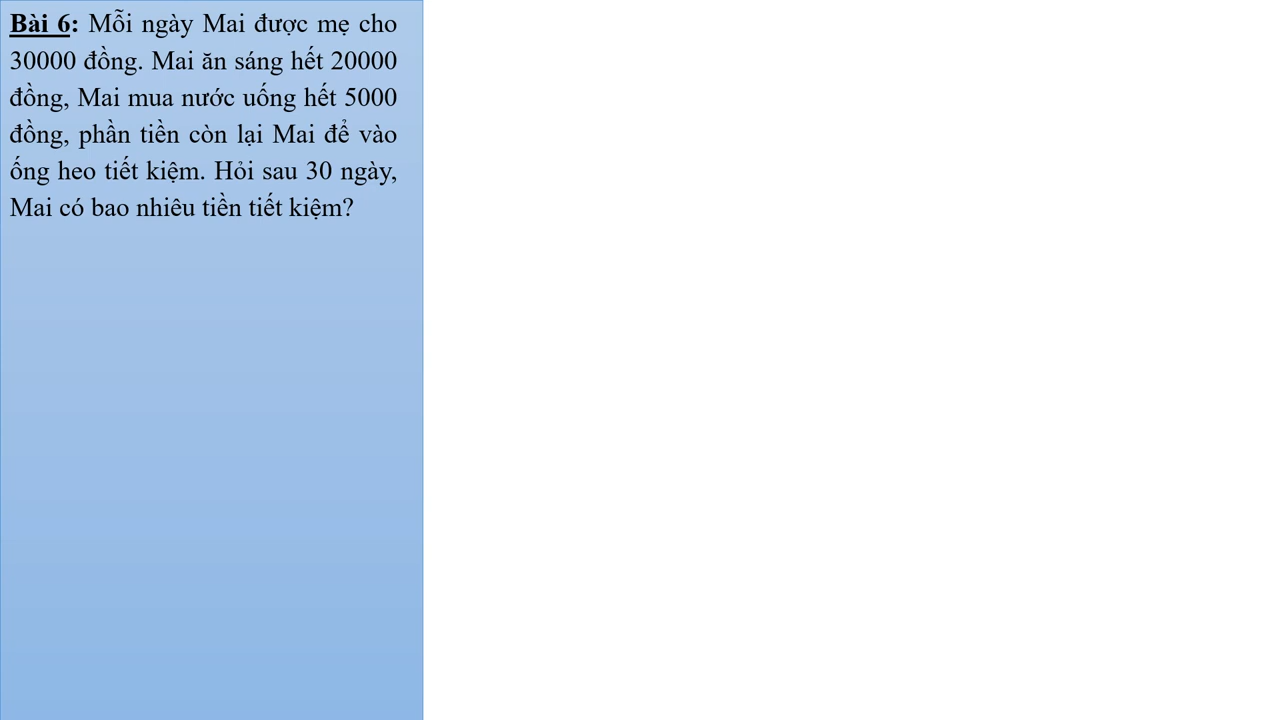 Bài 6: Mỗi ngày Mai được mẹ cho
30000 đồng. Mai ăn sáng hết 20000
đồng, Mai mua nước uống hết 5000
đồng, phần tiền còn lại Mai để vào
ống heo tiết kiệm. Hỏi sau 30 ngày,
Mai có bao nhiêu tiền tiết kiệm?